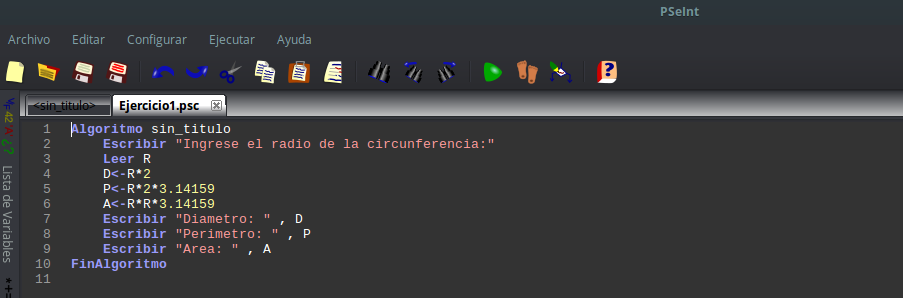 PSeInt
Archivo Editar Configurar Ejecutar Ayuda
<sin_titulo> Ejercicio1.psc
Lista de Variables
1 Algoritmo sin_titulo
2 Escribir "Ingrese el radio de la circunferencia:"
3 Leer R
4 D<-R*2
5 P<-R*2*3.14159
6 A<-R*R*3.14159
7 Escribir "Diametro: " , D
8 Escribir "Perimetro: " , P
9 Escribir "Area: " , A
10 FinAlgoritmo
11